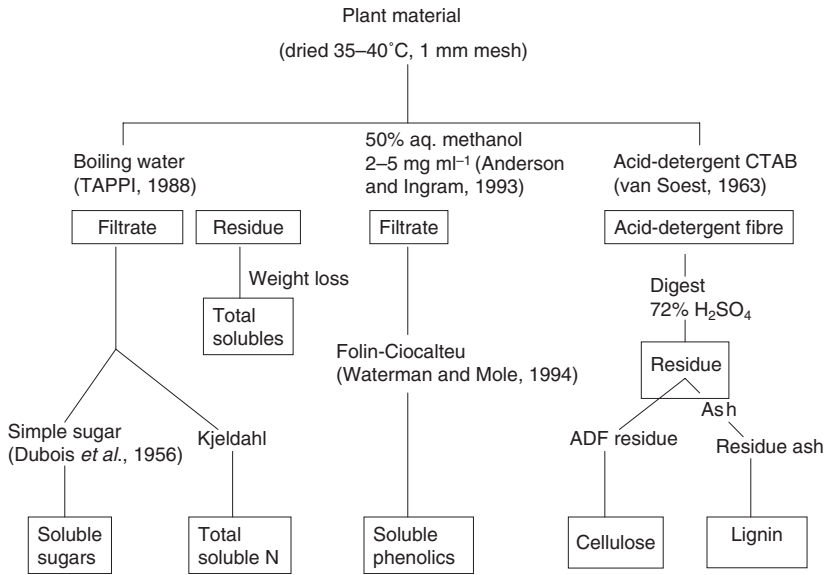 Plant material
(dried 35–40˚C, 1 mm mesh)
Boiling water
(TAPPI, 1988)
50% aq. methanol
2–5 mg ml⁻¹ (Anderson
and Ingram, 1993)
Acid-detergent CTAB
(van Soest, 1963)
Filtrate
Residue
Filtrate
Acid-detergent fibre
Weight loss
Total
solubles
Digest
72% H₂SO₄
Folin-Ciocalteu
(Waterman and Mole, 1994)
Residue
Ash
Simple sugar
(Dubois et al., 1956)
Kjeldahl
ADF residue
Residue ash
Soluble
sugars
Total
soluble N
Soluble
phenolics
Cellulose
Lignin